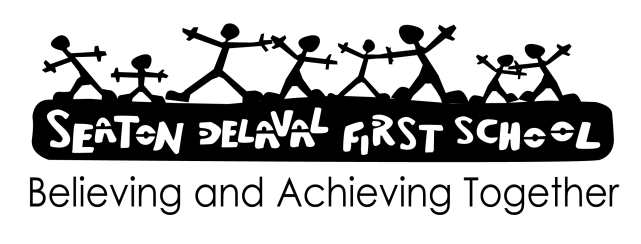 SEATON DELAVAL FIRST SCHOOL
Believing and Achieving Together